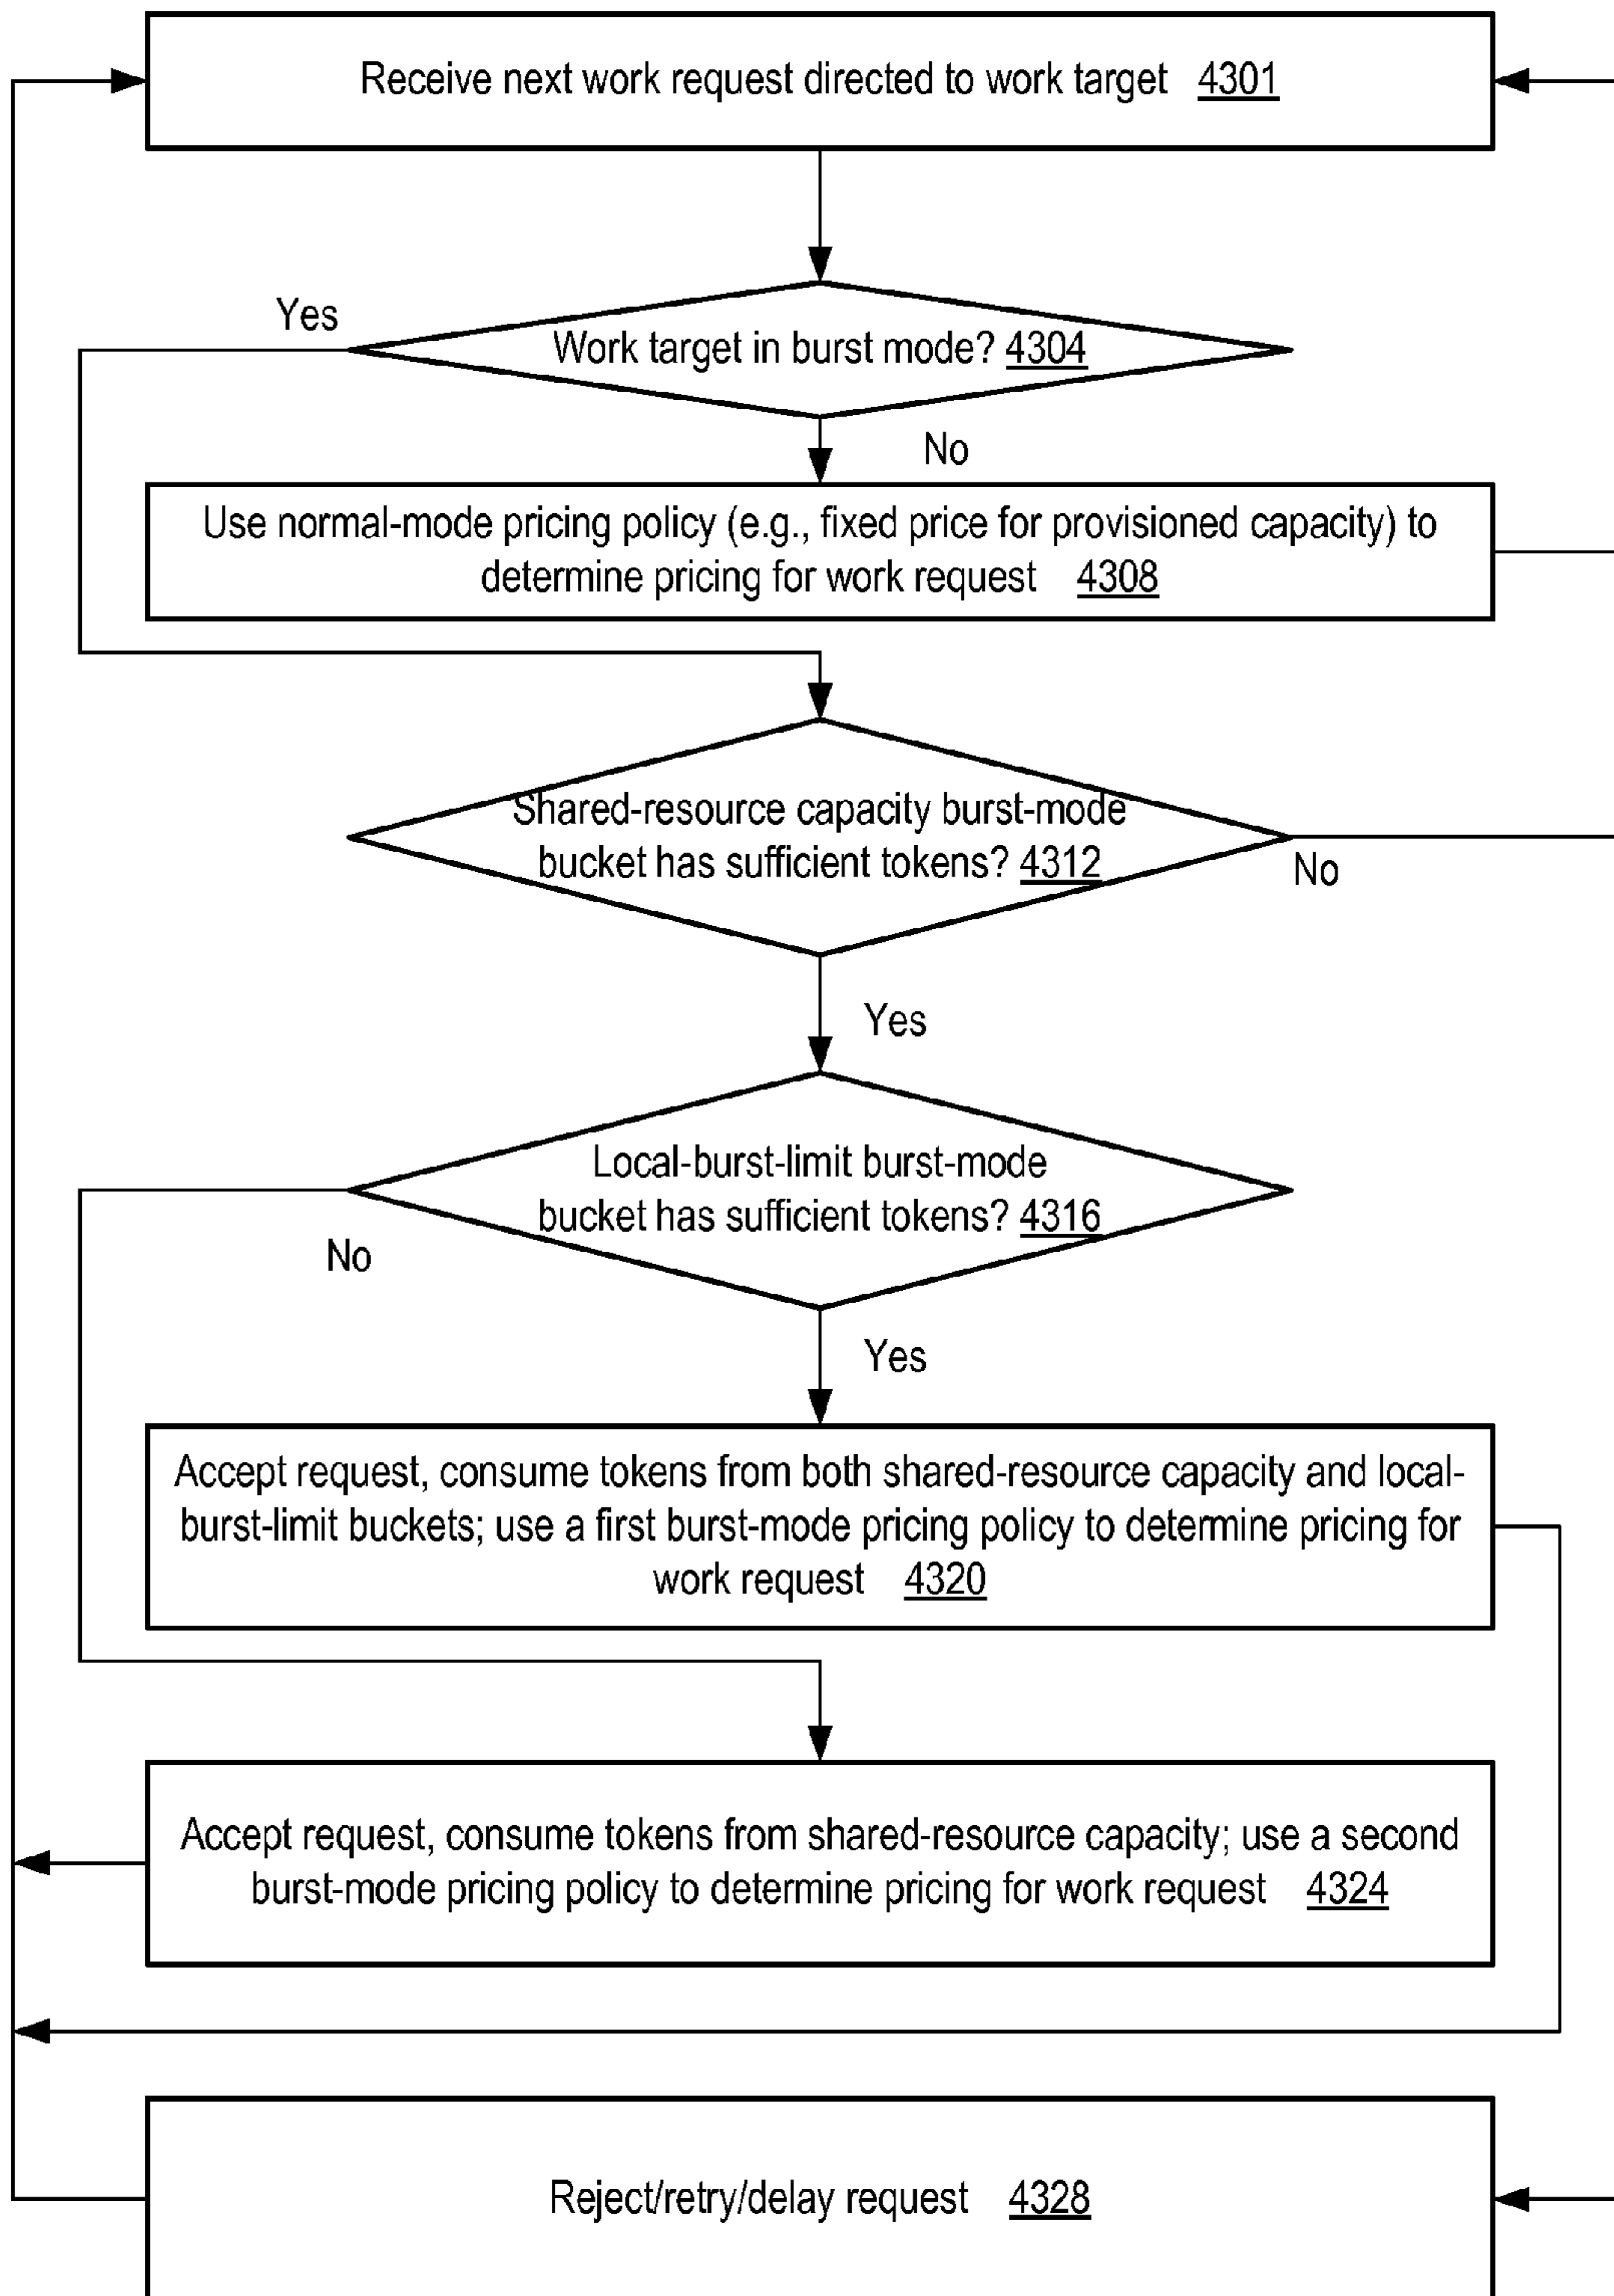 Receive next work request directed to work target 4301
Yes
Work target in burst mode? 4304
No
Use normal-mode pricing policy (e.g., fixed price for provisioned capacity) to
determine pricing for work request 4308
Shared-resource capacity burst-mode
bucket has sufficient tokens? 4312
No
Yes
Local-burst-limit burst-mode
bucket has sufficient tokens? 4316
No
Yes
Accept request, consume tokens from both shared-resource capacity and local-
burst-limit buckets; use a first burst-mode pricing policy to determine pricing for
work request 4320
Accept request, consume tokens from shared-resource capacity; use a second
burst-mode pricing policy to determine pricing for work request 4324
Reject/retry/delay request 4328